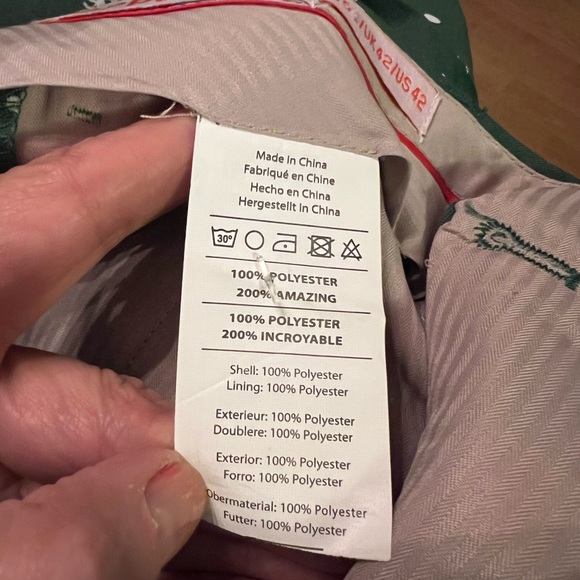 /UK42/US42
Made in China
Fabriqué en Chine
Hecho en China
Hergestellt in China
30°
100% POLYESTER
200% AMAZING
100% POLYESTER
200% INCROYABLE
Shell: 100% Polyester
Lining: 100% Polyester
Exterieur: 100% Polyester
Doublere: 100% Polyester
Exterior: 100% Polyester
Forro: 100% Polyester
Obermaterial: 100% Polyester
Futter: 100% Polyester